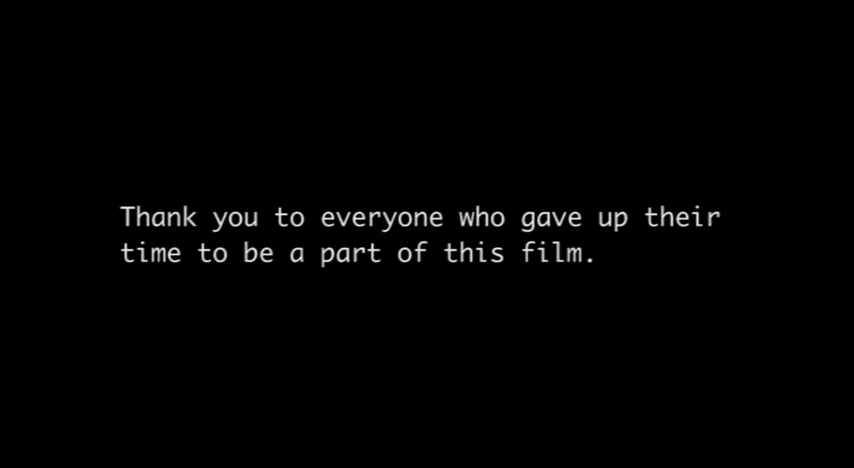 Thank you to everyone who gave up their
time to be a part of this film.